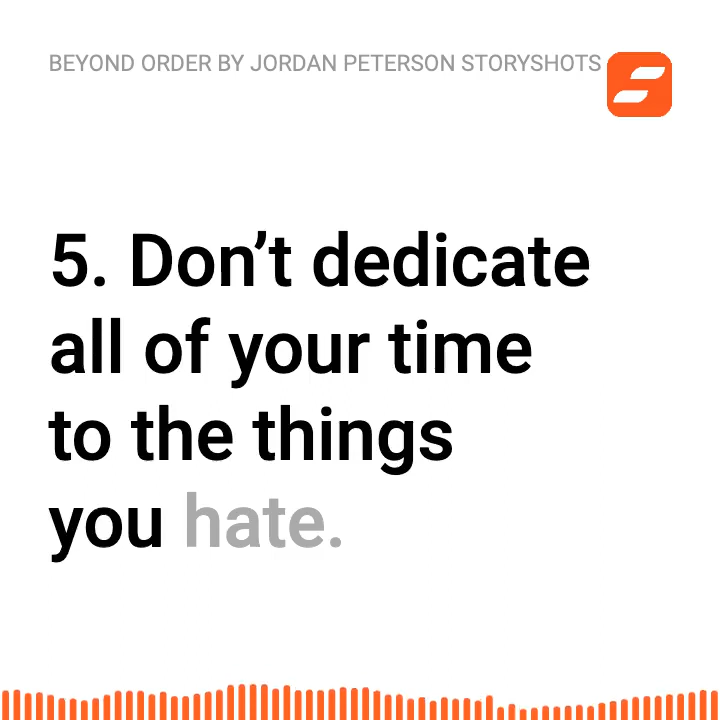 BEYOND ORDER BY JORDAN PETERSON STORYSHOTS
5. Don’t dedicate
all of your time
to the things
you hate.